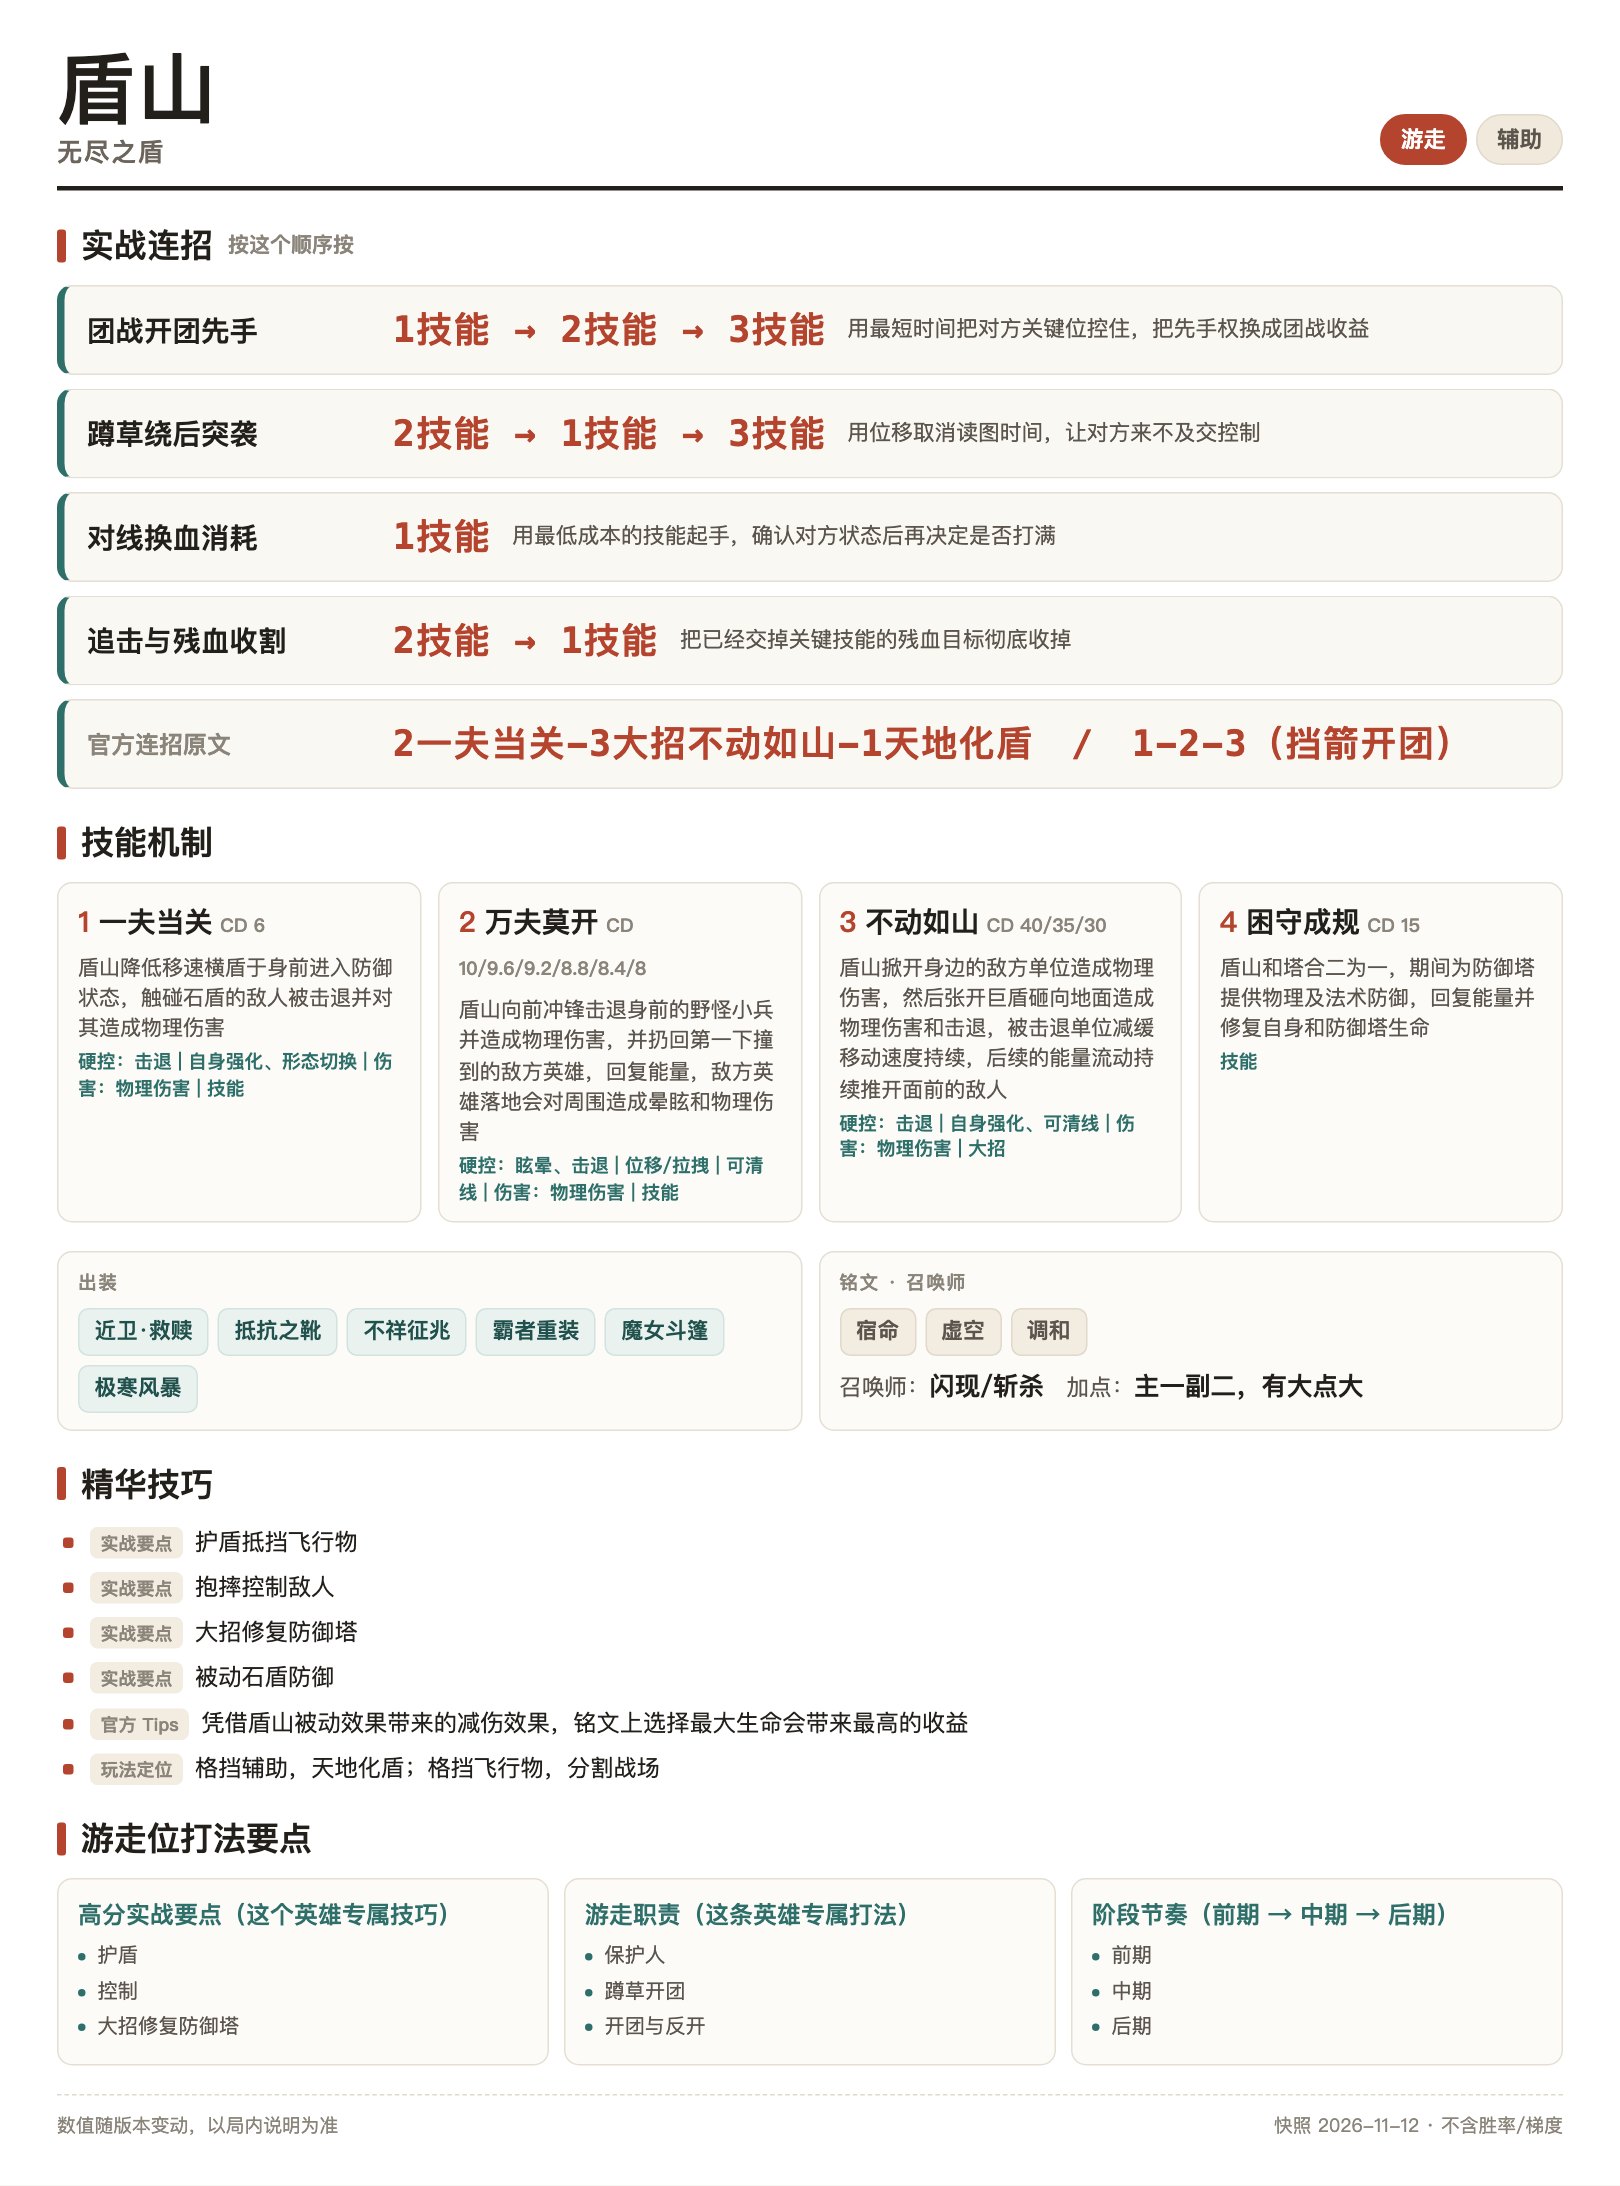 盾山
无尽之盾
游走 辅助
实战连招 按这个顺序按
团战开团先手 1技能 → 2技能 → 3技能 用最短时间把对方关键位控住，把先手权换成团战收益
蹲草绕后突袭 2技能 → 1技能 → 3技能 用位移取消读图时间，让对方来不及交控制
对线换血消耗 1技能 用最低成本的技能起手，确认对方状态后再决定是否打满
追击与残血收割 2技能 → 1技能 把已经交掉关键技能的残血目标彻底收掉
官方连招原文 2一夫当关-3大招不动如山-1天地化盾 / 1-2-3（挡箭开团）
技能机制
1 一夫当关 CD 6
盾山降低移速横盾于身前进入防御
状态，触碰石盾的敌人被击退并对
其造成物理伤害
硬控：击退 | 自身强化、形态切换 | 伤
害：物理伤害 | 技能
2 万夫莫开 CD
10/9.6/9.2/8.8/8.4/8
盾山向前冲锋击退身前的野怪小兵
并造成物理伤害，并扔回第一下撞
到的敌方英雄，回复能量，敌方英
雄落地会对周围造成晕眩和物理伤
害
硬控：眩晕、击退 | 位移/拉拽 | 可清
线 | 伤害：物理伤害 | 技能
3 不动如山 CD 40/35/30
盾山掀开身边的敌方单位造成物理
伤害，然后张开巨盾砸向地面造成
物理伤害和击退，被击退单位减缓
移动速度持续，后续的能量流动持
续推开面前的敌人
硬控：击退 | 自身强化、可清线 | 伤
害：物理伤害 | 大招
4 困守成规 CD 15
盾山和塔合二为一，期间为防御塔
提供物理及法术防御，回复能量并
修复自身和防御塔生命
技能
出装
近卫·救赎 抵抗之靴 不祥征兆 霸者重装 魔女斗篷
极寒风暴
铭文 · 召唤师
宿命 虚空 调和
召唤师：闪现/斩杀 加点：主一副二，有大点大
精华技巧
实战要点 护盾抵挡飞行物
实战要点 抱摔控制敌人
实战要点 大招修复防御塔
实战要点 被动石盾防御
官方 Tips 凭借盾山被动效果带来的减伤效果，铭文上选择最大生命会带来最高的收益
玩法定位 格挡辅助，天地化盾；格挡飞行物，分割战场
游走位打法要点
高分实战要点（这个英雄专属技巧）
护盾
控制
大招修复防御塔
游走职责（这条英雄专属打法）
保护人
蹲草开团
开团与反开
阶段节奏（前期 → 中期 → 后期）
前期
中期
后期
数值随版本变动，以局内说明为准
快照 2026-11-12 · 不含胜率/梯度